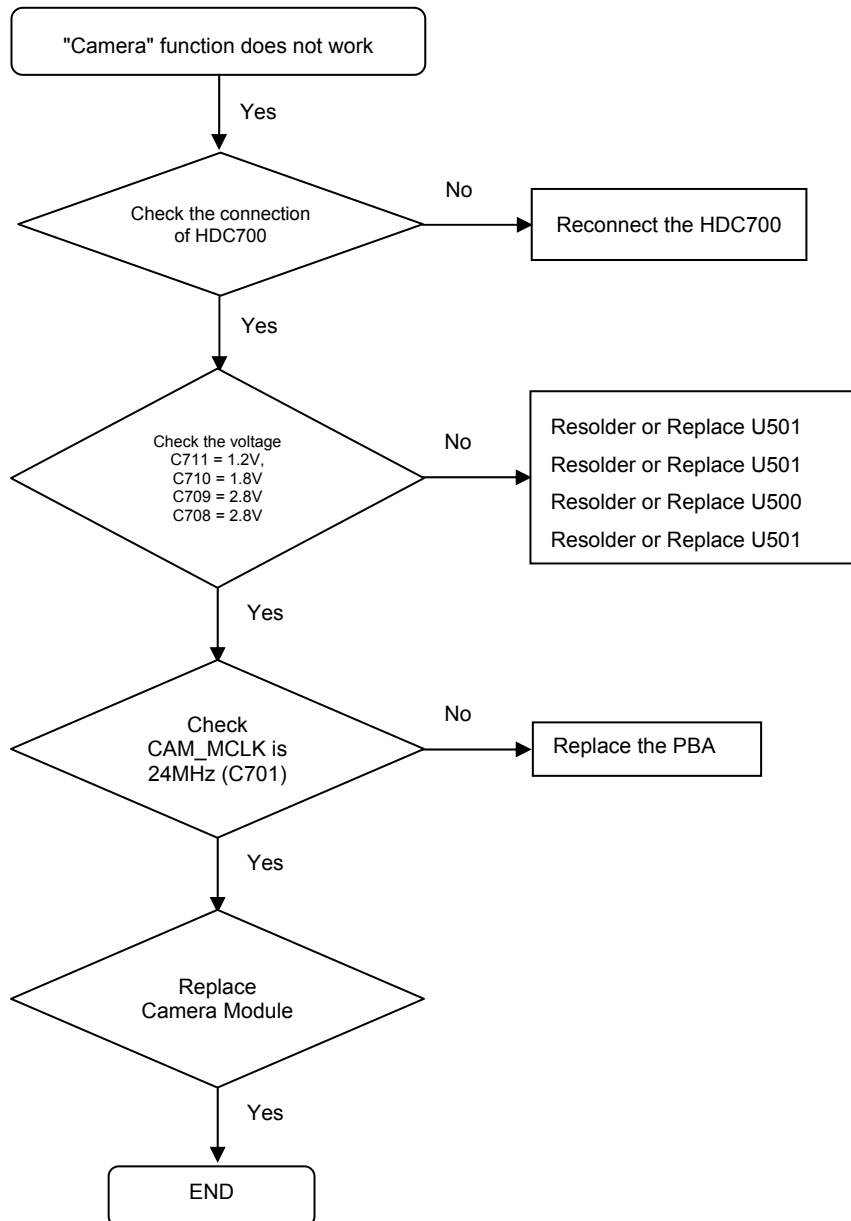 "Camera" function does not work
Yes
Check the connection
of HDC700
No
Reconnect the HDC700
Yes
Check the voltage
C711 = 1.2V,
C710 = 1.8V
C709 = 2.8V
C708 = 2.8V
No
Resolder or Replace U501
Resolder or Replace U501
Resolder or Replace U500
Resolder or Replace U501
Yes
Check
CAM_MCLK is
24MHz (C701)
No
Replace the PBA
Yes
Replace
Camera Module
Yes
END